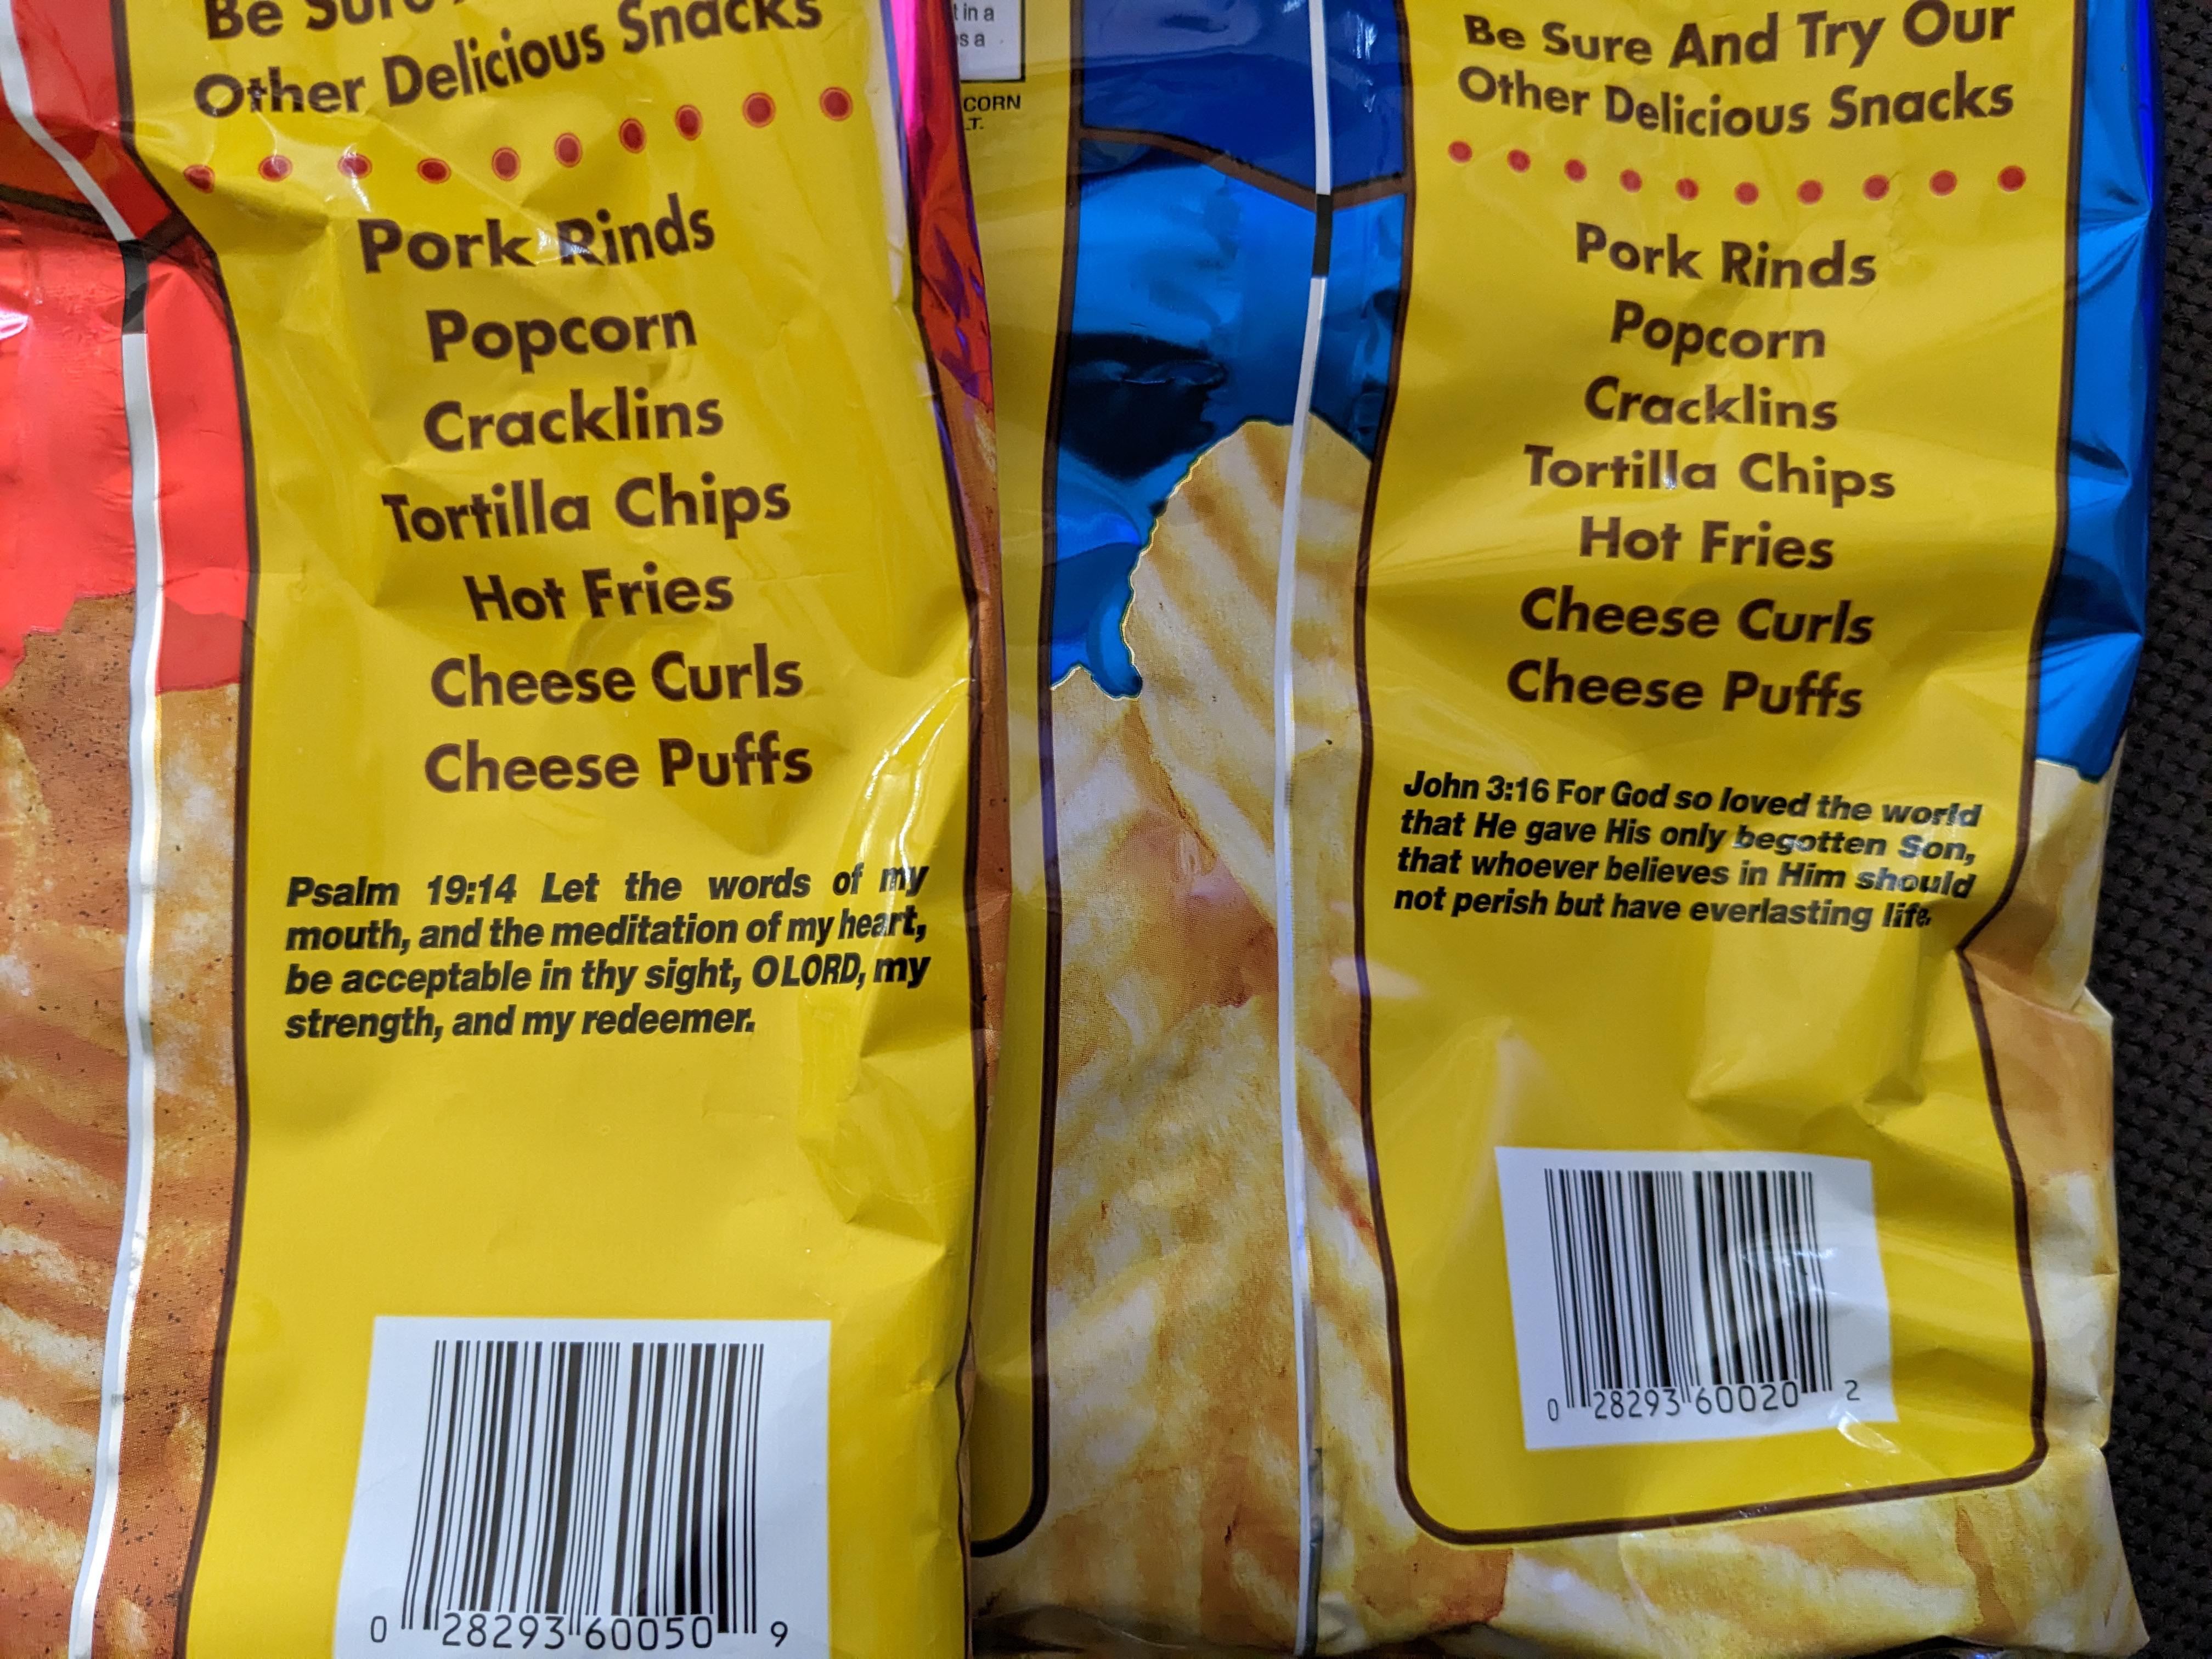 Be Sure
Other Delicious Snacks
Pork Rinds
Popcorn
Cracklins
Tortilla Chips
Hot Fries
Cheese Curls
Cheese Puffs
Psalm 19:14 Let the words of my
mouth, and the meditation of my heart,
be acceptable in thy sight, O LORD, my
strength, and my redeemer.
0 28293 60050 9
t in a
s a
CORN
T.
Be Sure And Try Our
Other Delicious Snacks
Pork Rinds
Popcorn
Cracklins
Tortilla Chips
Hot Fries
Cheese Curls
Cheese Puffs
John 3:16 For God so loved the world
that He gave His only begotten Son,
that whoever believes in Him should
not perish but have everlasting life.
0 28293 60020 2